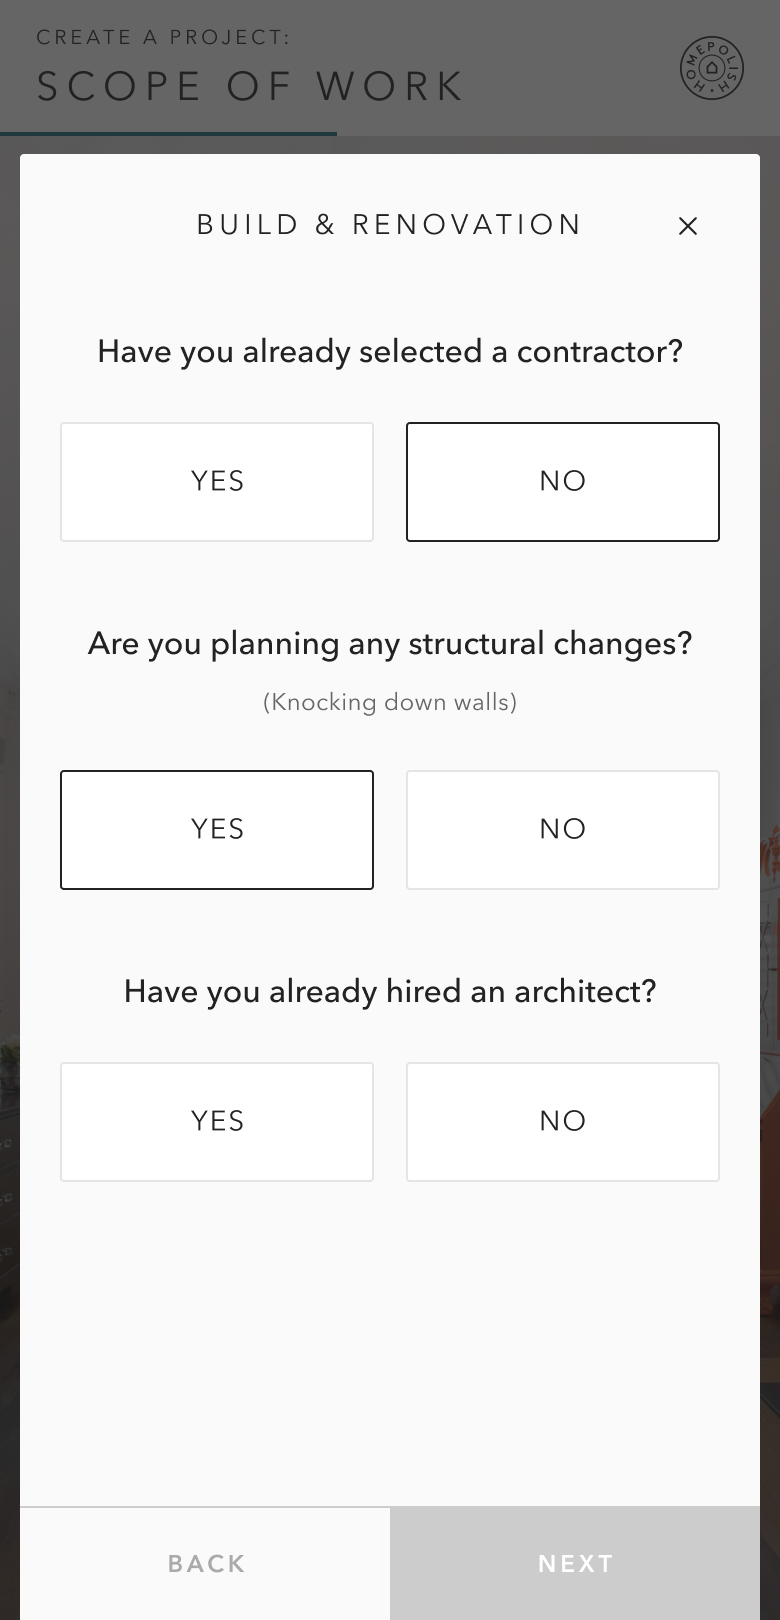 CREATE A PROJECT:
SCOPE OF WORK
HOMEPOLISH
BUILD & RENOVATION
Have you already selected a contractor?
YES
NO
Are you planning any structural changes?
(Knocking down walls)
YES
NO
Have you already hired an architect?
YES
NO
BACK
NEXT